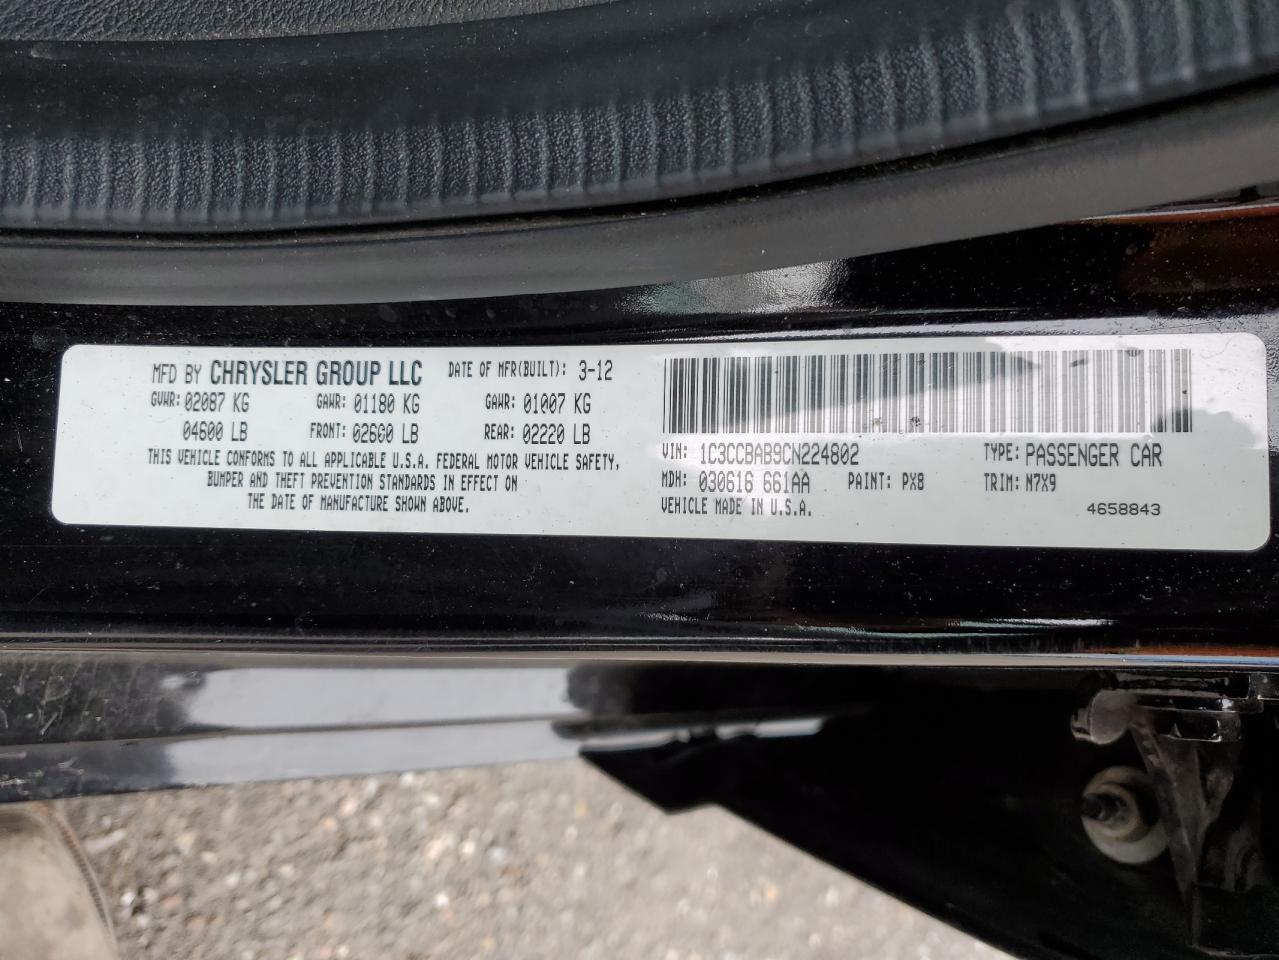 MFD BY CHRYSLER GROUP LLC DATE OF MFR(BUILT): 3-12
GVWR: 02087 KG GAWR: 01180 KG GAWR: 01007 KG
04600 LB FRONT: 02600 LB REAR: 02220 LB
THIS VEHICLE CONFORMS TO ALL APPLICABLE U.S.A. FEDERAL MOTOR VEHICLE SAFETY,
BUMPER AND THEFT PREVENTION STANDARDS IN EFFECT ON
THE DATE OF MANUFACTURE SHOWN ABOVE.
VIN: 1C3CCBAB9CN224802 TYPE: PASSENGER CAR
MDH: 030616 661AA PAINT: PX8 TRIM: N7X9
VEHICLE MADE IN U.S.A. 4658843